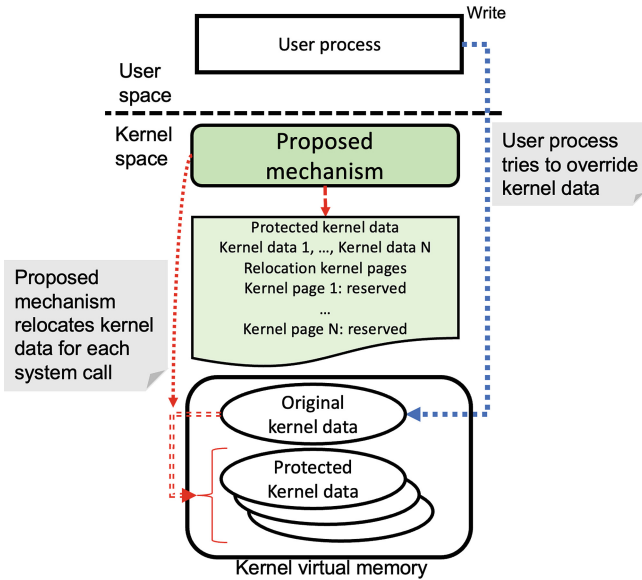 Write
User process
User
space
Kernel
space
Proposed
mechanism
User process
tries to override
kernel data
Protected kernel data
Kernel data 1, ..., Kernel data N
Relocation kernel pages
Kernel page 1: reserved
...
Kernel page N: reserved
Proposed
mechanism
relocates kernel
data for each
system call
Original
kernel data
Protected
Kernel data
Kernel virtual memory